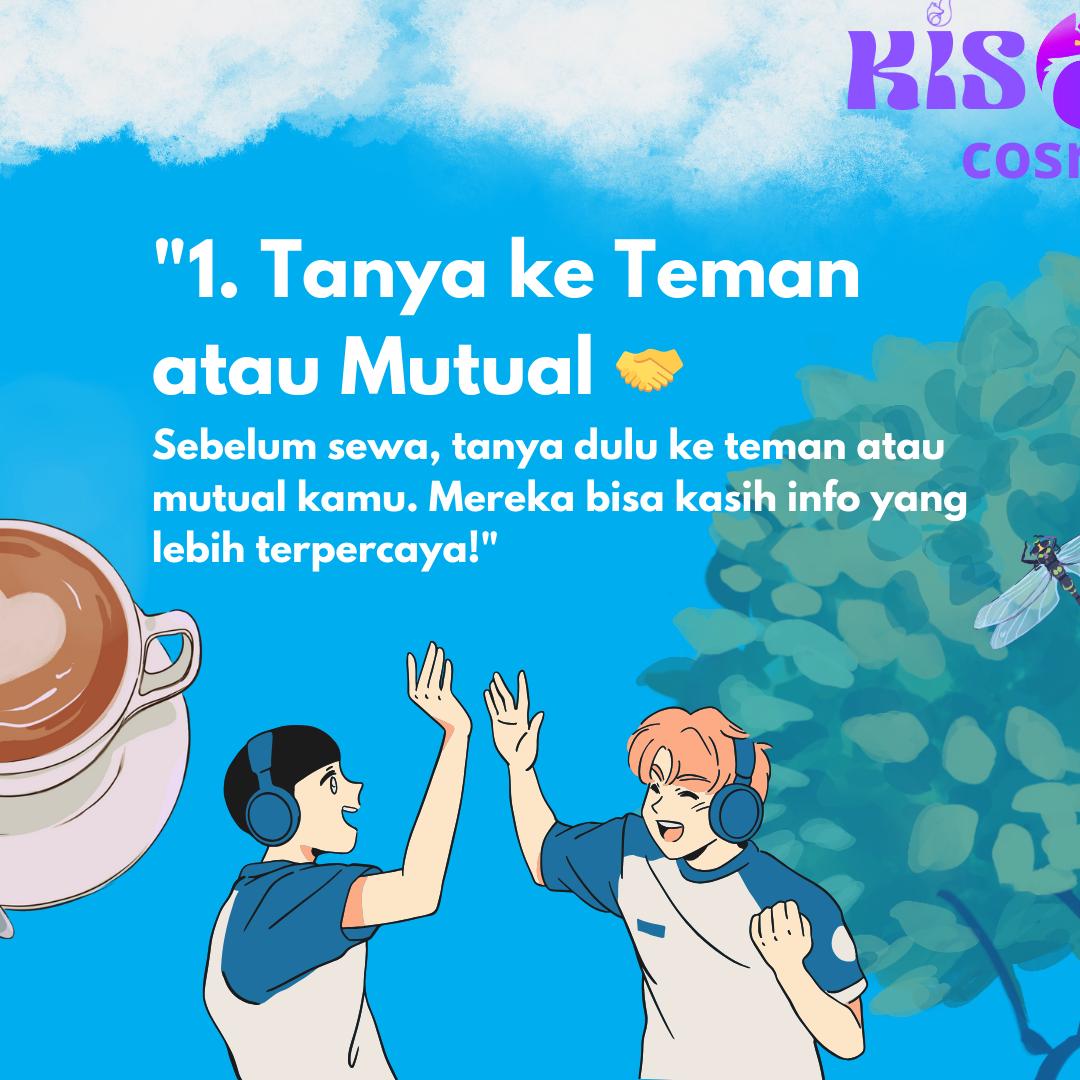 KIS
cos
"1. Tanya ke Teman
atau Mutual 🤝
Sebelum sewa, tanya dulu ke teman atau
mutual kamu. Mereka bisa kasih info yang
lebih terpercaya!"